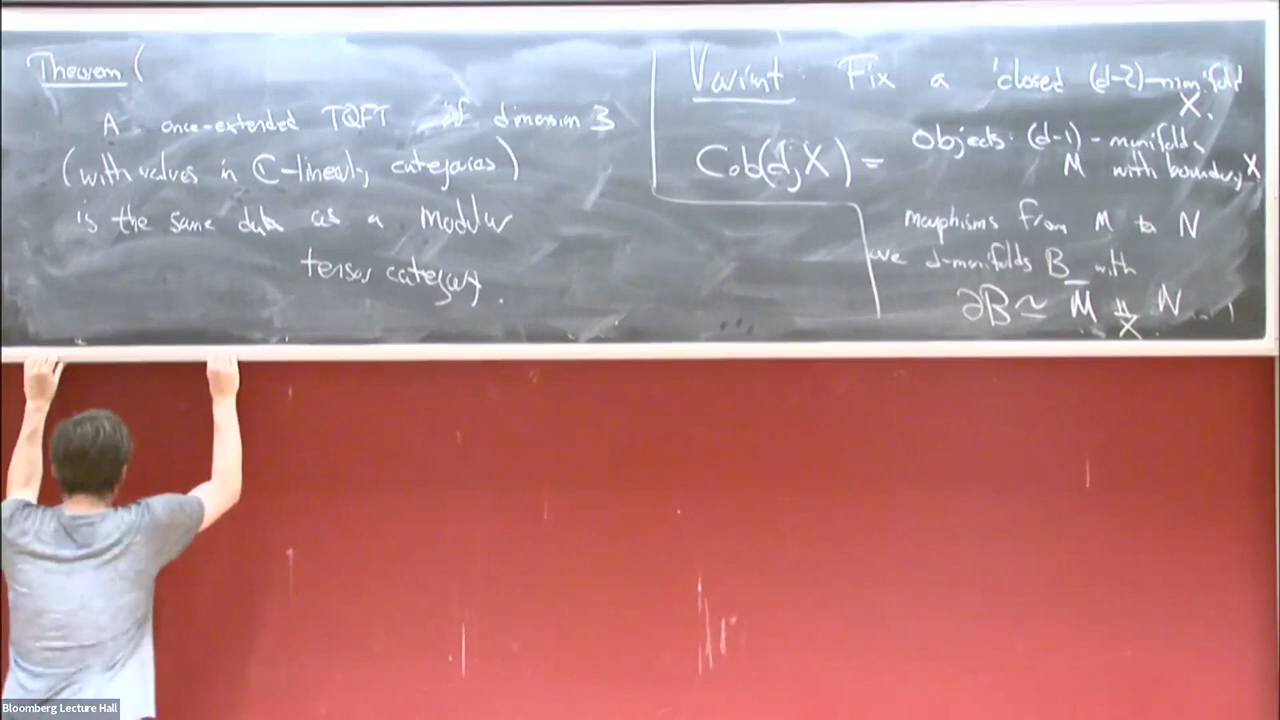 Theorem (
A once-extended TQFT of dimension 3
(with values in ℂ-linear categories)
is the same data as a modular
tensor category.
Variant: Fix a closed (d-2)-manifold
X.
Cob(d,X) =
Objects: (d-1)-manifolds
M with boundary X,
morphisms from M to N
are d-manifolds B with
∂B ≃ M ⨿ N
X
Bloomberg Lecture Hall